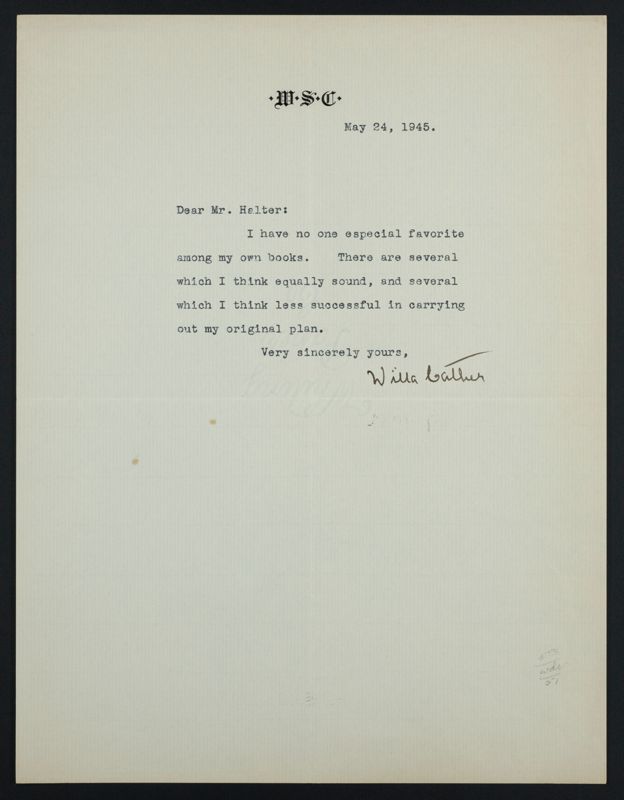 ·W·S·C·
May 24, 1945.
Dear Mr. Halter:
I have no one especial favorite
among my own books. There are several
which I think equally sound, and several
which I think less successful in carrying
out my original plan.
Very sincerely yours,
Willa Cather